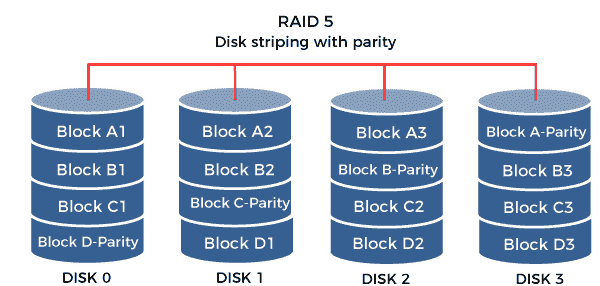 RAID 5
Disk striping with parity
Block A1
Block A2
Block A3
Block A-Parity
Block B1
Block B2
Block B-Parity
Block B3
Block C1
Block C-Parity
Block C2
Block C3
Block D-Parity
Block D1
Block D2
Block D3
DISK 0
DISK 1
DISK 2
DISK 3